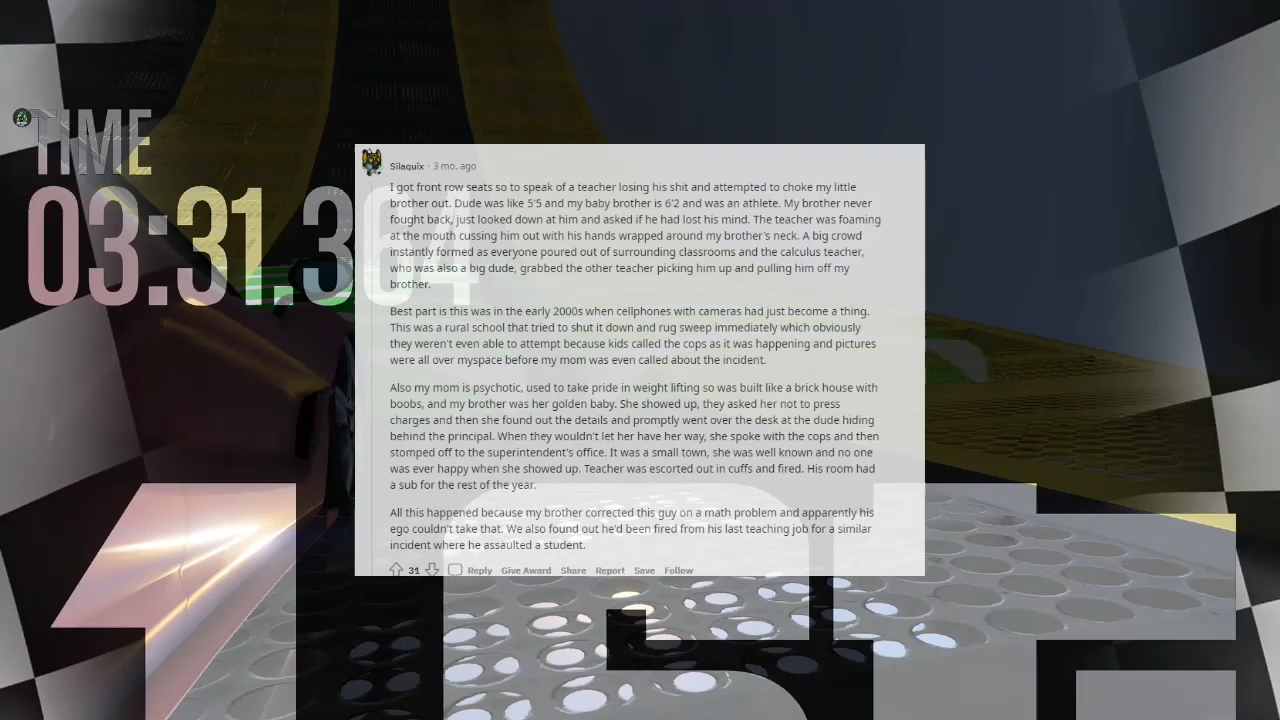 TIME
03:31.364
Silaquix · 3 mo. ago
I got front row seats so to speak of a teacher losing his shit and attempted to choke my little
brother out. Dude was like 5'5 and my baby brother is 6'2 and was an athlete. My brother never
fought back, just looked down at him and asked if he had lost his mind. The teacher was foaming
at the mouth cussing him out with his hands wrapped around my brother's neck. A big crowd
instantly formed as everyone poured out of surrounding classrooms and the calculus teacher,
who was also a big dude, grabbed the other teacher picking him up and pulling him off my
brother.
Best part is this was in the early 2000s when cellphones with cameras had just become a thing.
This was a rural school that tried to shut it down and rug sweep immediately which obviously
they weren't even able to attempt because kids called the cops as it was happening and pictures
were all over myspace before my mom was even called about the incident.
Also my mom is psychotic, used to take pride in weight lifting so was built like a brick house with
boobs, and my brother was her golden baby. She showed up, they asked her not to press
charges and then she found out the details and promptly went over the desk at the dude hiding
behind the principal. When they wouldn't let her have her way, she spoke with the cops and then
stomped off to the superintendent's office. It was a small town, she was well known and no one
was ever happy when she showed up. Teacher was escorted out in cuffs and fired. His room had
a sub for the rest of the year.
All this happened because my brother corrected this guy on a math problem and apparently his
ego couldn't take that. We also found out he'd been fired from his last teaching job for a similar
incident where he assaulted a student.
31 Reply Give Award Share Report Save Follow